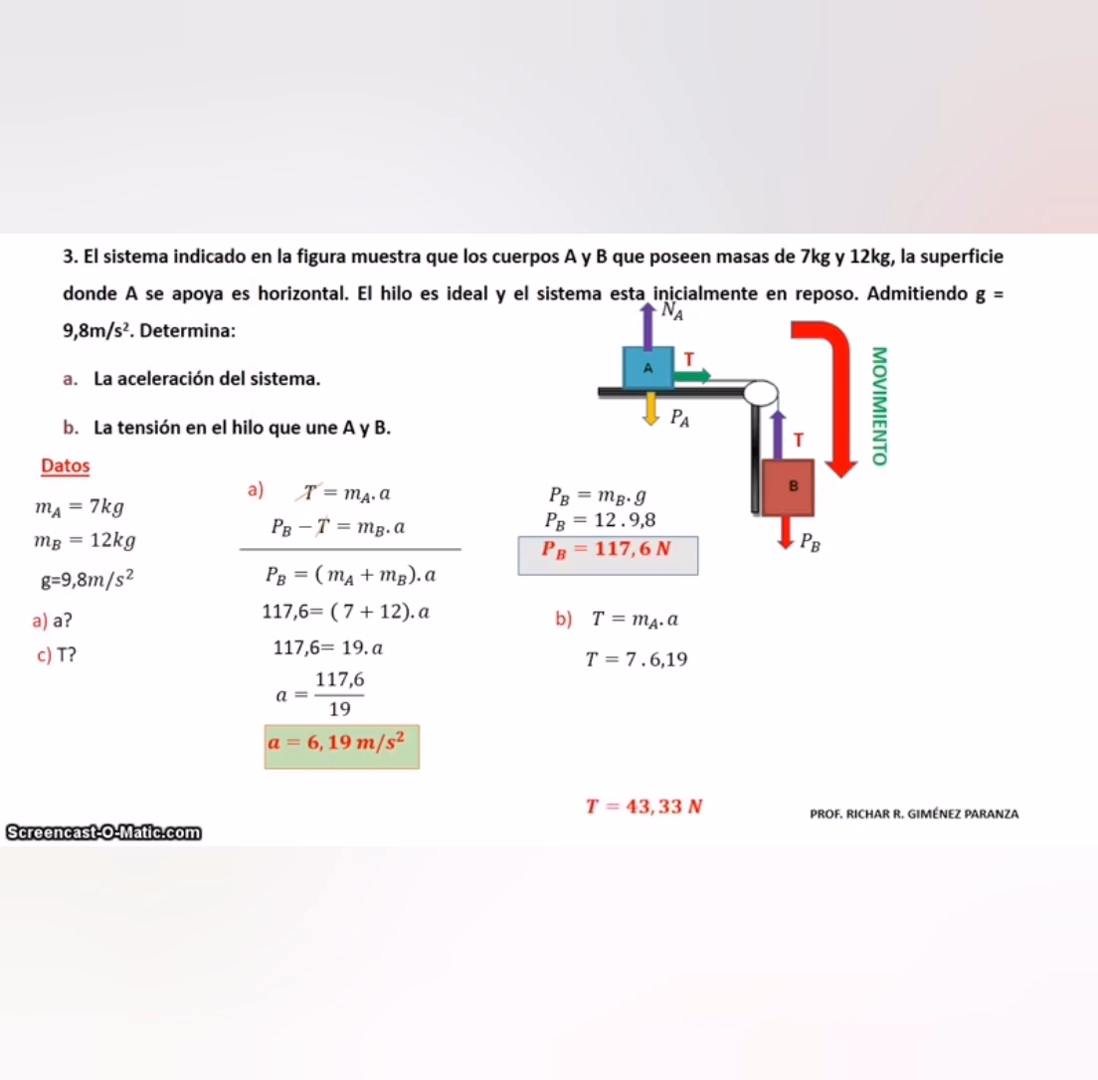 3. El sistema indicado en la figura muestra que los cuerpos A y B que poseen masas de 7kg y 12kg, la superficie
donde A se apoya es horizontal. El hilo es ideal y el sistema esta inicialmente en reposo. Admitiendo g =
9,8m/s². Determina:
a. La aceleración del sistema.
b. La tensión en el hilo que une A y B.
N_A
A
T
P_A
T
B
P_B
MOVIMIENTO
Datos
m_A = 7kg
m_B = 12kg
g=9,8m/s²
a) a?
c) T?
a) T = m_A. a
P_B − T = m_B. a
P_B = ( m_A + m_B). a
117,6= ( 7 + 12). a
117,6= 19. a
a = 117,6
19
a = 6, 19 m/s²
P_B = m_B. g
P_B = 12 . 9,8
P_B = 117, 6 N
b) T = m_A. a
T = 7 . 6,19
T = 43, 33 N
PROF. RICHAR R. GIMÉNEZ PARANZA
Screencast-O-Matic.com